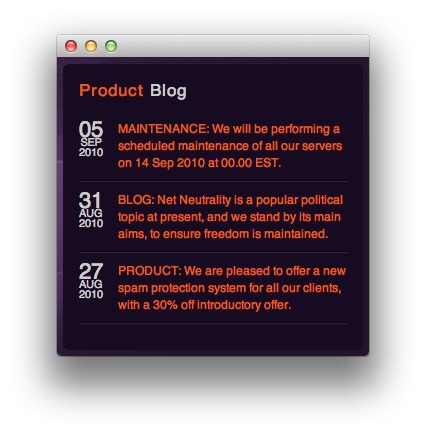 Product Blog
05
SEP
2010
MAINTENANCE: We will be performing a
scheduled maintenance of all our servers
on 14 Sep 2010 at 00.00 EST.
31
AUG
2010
BLOG: Net Neutrality is a popular political
topic at present, and we stand by its main
aims, to ensure freedom is maintained.
27
AUG
2010
PRODUCT: We are pleased to offer a new
spam protection system for all our clients,
with a 30% off introductory offer.